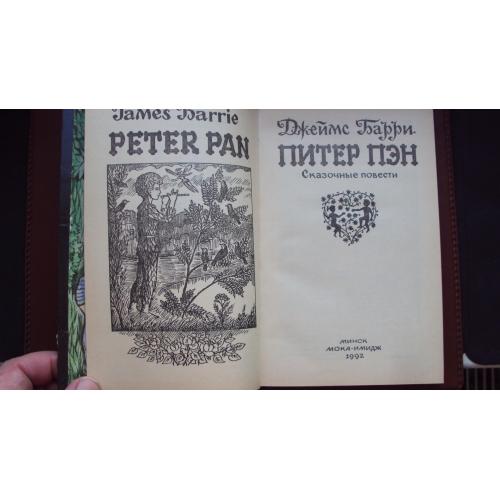 James Barrie
PETER PAN
Джеймс Барри
ПИТЕР ПЭН
Сказочные повести
МИНСК
МОКА-ИМИДЖ
1992